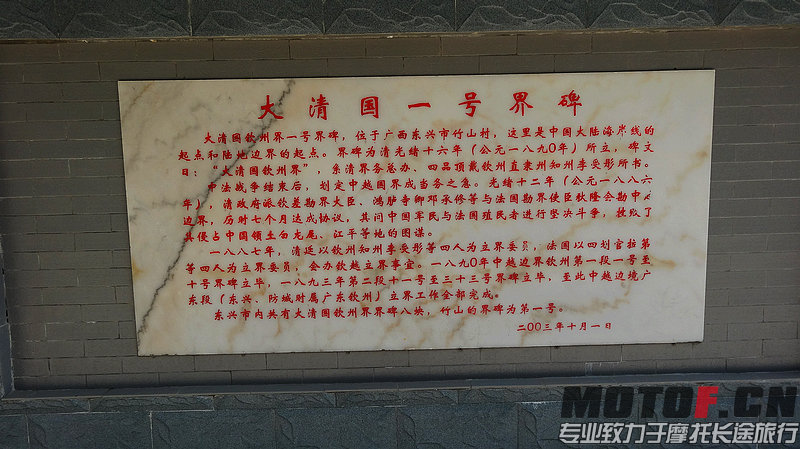 大清国一号界碑
大清国钦州界一号界碑，位于广西东兴市竹山村，这里是中国大陆海岸线的
起点和陆地边界的起点。界碑为清光绪十六年（公元一八九0年）所立，碑文
曰：“大清国钦州界”，系清界务总办、四品顶戴钦州直隶州知州李受彤所书。
中法战争结束后，划定中越国界成当务之急。光绪十二年（公元一八八六
年），清政府派钦差勘界大臣、鸿胪寺卿邓承修等与法国勘界使臣狄隆会勘中越
边界，历时七个月达成协议，其间中国军民与法国殖民者进行坚决斗争，挫败了
其侵占中国领土白龙尾、江平等地的图谋。
一八八七年，清廷以钦州知州李受彤等四人为立界委员，法国以四划官拉第
等四人为立界委员，会办钦越立界事宜。一八九0年中越边界钦州第一段一号至
十号界碑立毕，一八九三年第二段十一号至三十三号界碑立毕，至此中越边境广
东段（东兴、防城时属广东钦州）立界工作全部完成。
东兴市内共有大清国钦州界界碑八块，竹山的界碑为第一号。
二00三年十月一日
MOTOF.CN
专业致力于摩托长途旅行